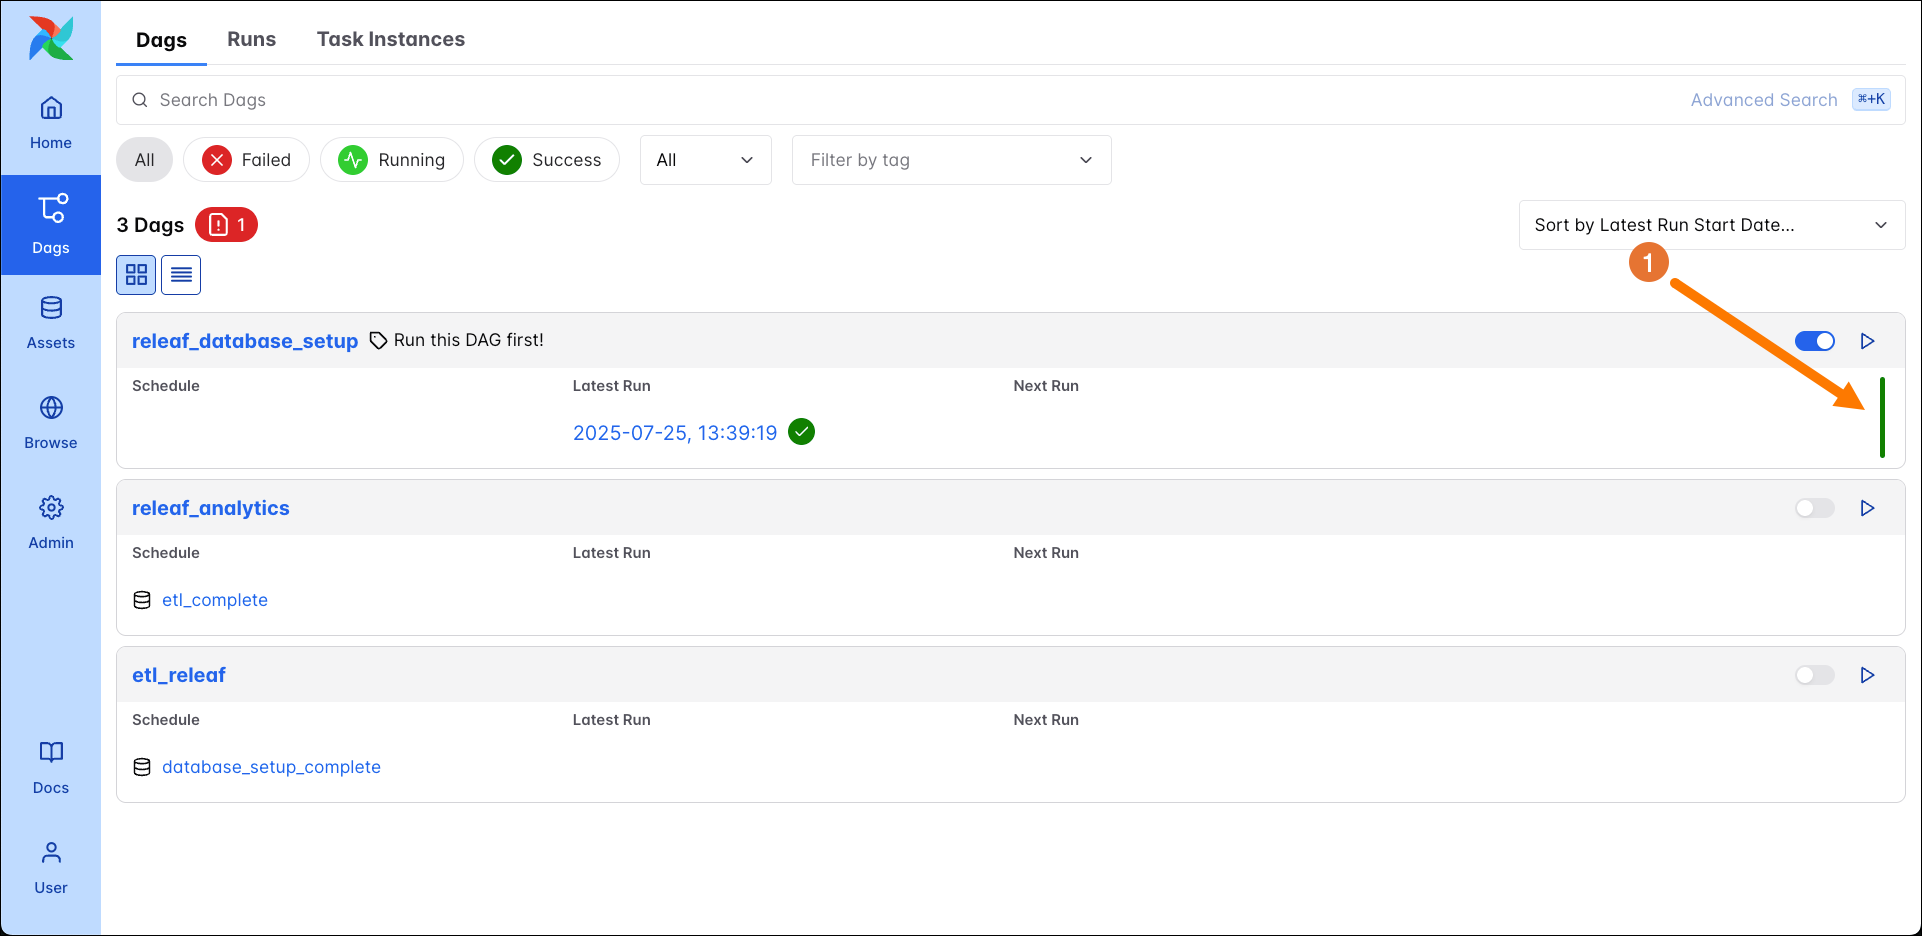 Dags Runs Task Instances
Search Dags Advanced Search ⌘+K
All Failed Running Success All Filter by tag
3 Dags 1 Sort by Latest Run Start Date...
1
releaf_database_setup Run this DAG first!
Schedule Latest Run Next Run
2025-07-25, 13:39:19
releaf_analytics
Schedule Latest Run Next Run
etl_complete
etl_releaf
Schedule Latest Run Next Run
database_setup_complete
Home
Dags
Assets
Browse
Admin
Docs
User